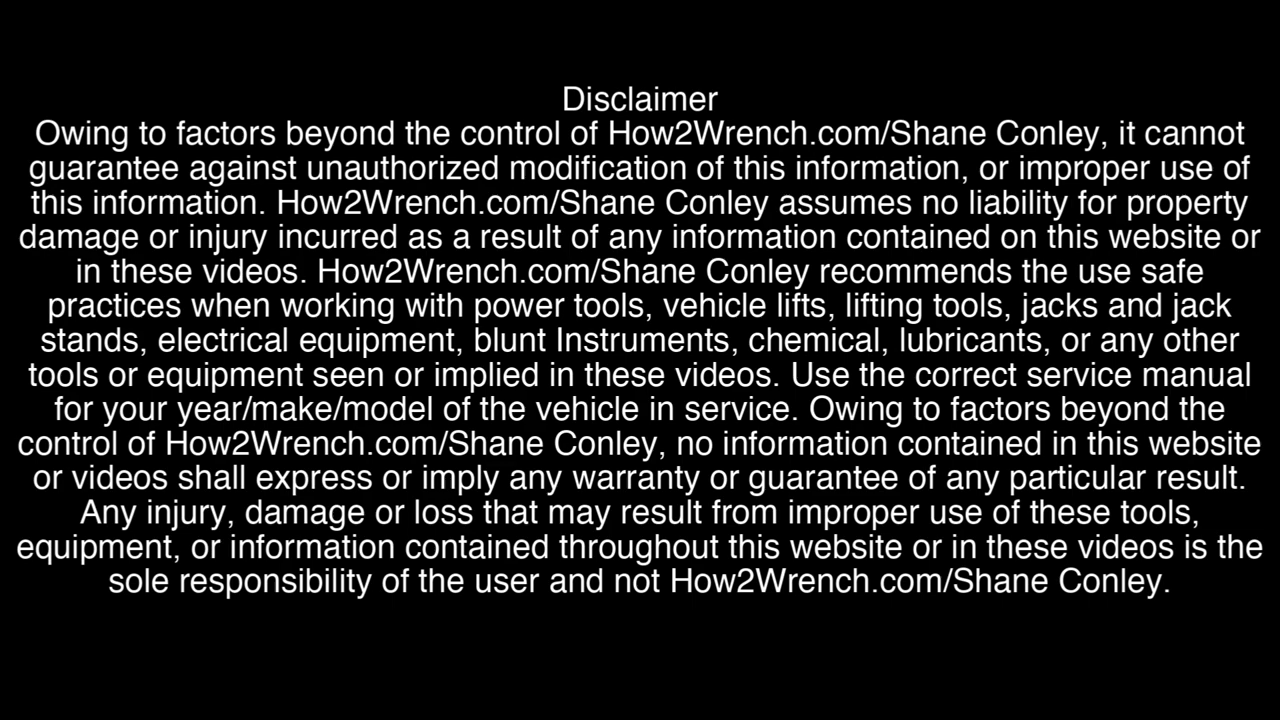 Disclaimer
Owing to factors beyond the control of How2Wrench.com/Shane Conley, it cannot
guarantee against unauthorized modification of this information, or improper use of
this information. How2Wrench.com/Shane Conley assumes no liability for property
damage or injury incurred as a result of any information contained on this website or
in these videos. How2Wrench.com/Shane Conley recommends the use safe
practices when working with power tools, vehicle lifts, lifting tools, jacks and jack
stands, electrical equipment, blunt Instruments, chemical, lubricants, or any other
tools or equipment seen or implied in these videos. Use the correct service manual
for your year/make/model of the vehicle in service. Owing to factors beyond the
control of How2Wrench.com/Shane Conley, no information contained in this website
or videos shall express or imply any warranty or guarantee of any particular result.
Any injury, damage or loss that may result from improper use of these tools,
equipment, or information contained throughout this website or in these videos is the
sole responsibility of the user and not How2Wrench.com/Shane Conley.